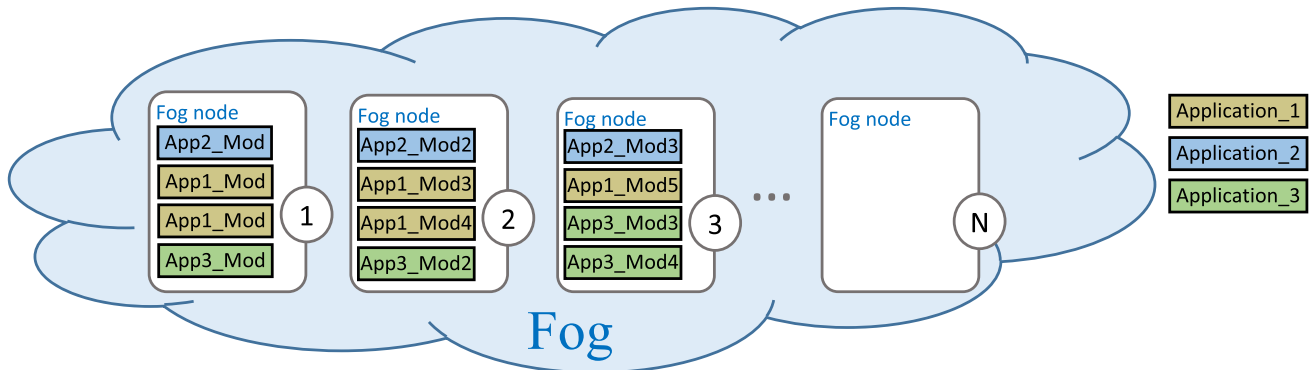 Fog node
App2_Mod
App1_Mod
App1_Mod
App3_Mod
1
Fog node
App2_Mod2
App1_Mod3
App1_Mod4
App3_Mod2
2
Fog node
App2_Mod3
App1_Mod5
App3_Mod3
App3_Mod4
3
...
Fog node
N
Fog
Application_1
Application_2
Application_3